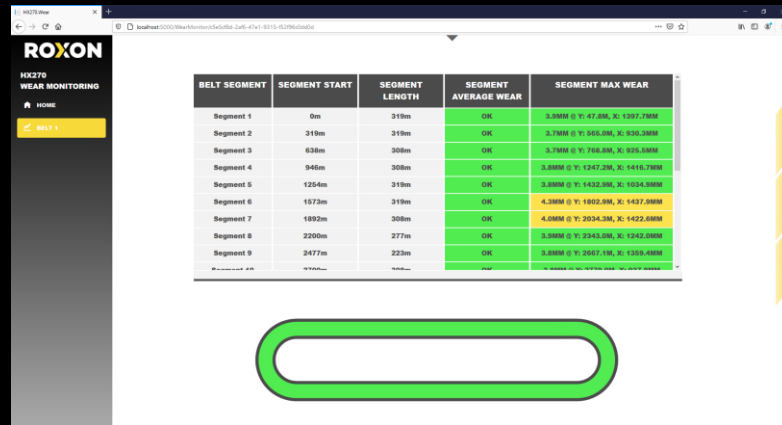 HX270.Wear
localhost:5000/WearMonitor/
ROXON
HX270
WEAR MONITORING
HOME
BELT 1
BELT SEGMENT SEGMENT START SEGMENT LENGTH SEGMENT AVERAGE WEAR SEGMENT MAX WEAR
Segment 1 0m 319m OK 3.9MM @ Y: 47.8M, X: 1397.7MM
Segment 2 319m 319m OK 3.7MM @ Y: 565.0M, X: 930.3MM
Segment 3 638m 308m OK 3.7MM @ Y: 768.8M, X: 925.5MM
Segment 4 946m 308m OK 3.8MM @ Y: 1247.2M, X: 1416.7MM
Segment 5 1254m 319m OK 3.8MM @ Y: 1432.9M, X: 1034.9MM
Segment 6 1573m 319m OK 4.3MM @ Y: 1802.9M, X: 1437.9MM
Segment 7 1892m 308m OK 4.0MM @ Y: 2034.3M, X: 1422.6MM
Segment 8 2200m 277m OK 3.9MM @ Y: 2343.0M, X: 1242.0MM
Segment 9 2477m 223m OK 3.8MM @ Y: 2667.1M, X: 1359.4MM
Segment 10 2700m OK